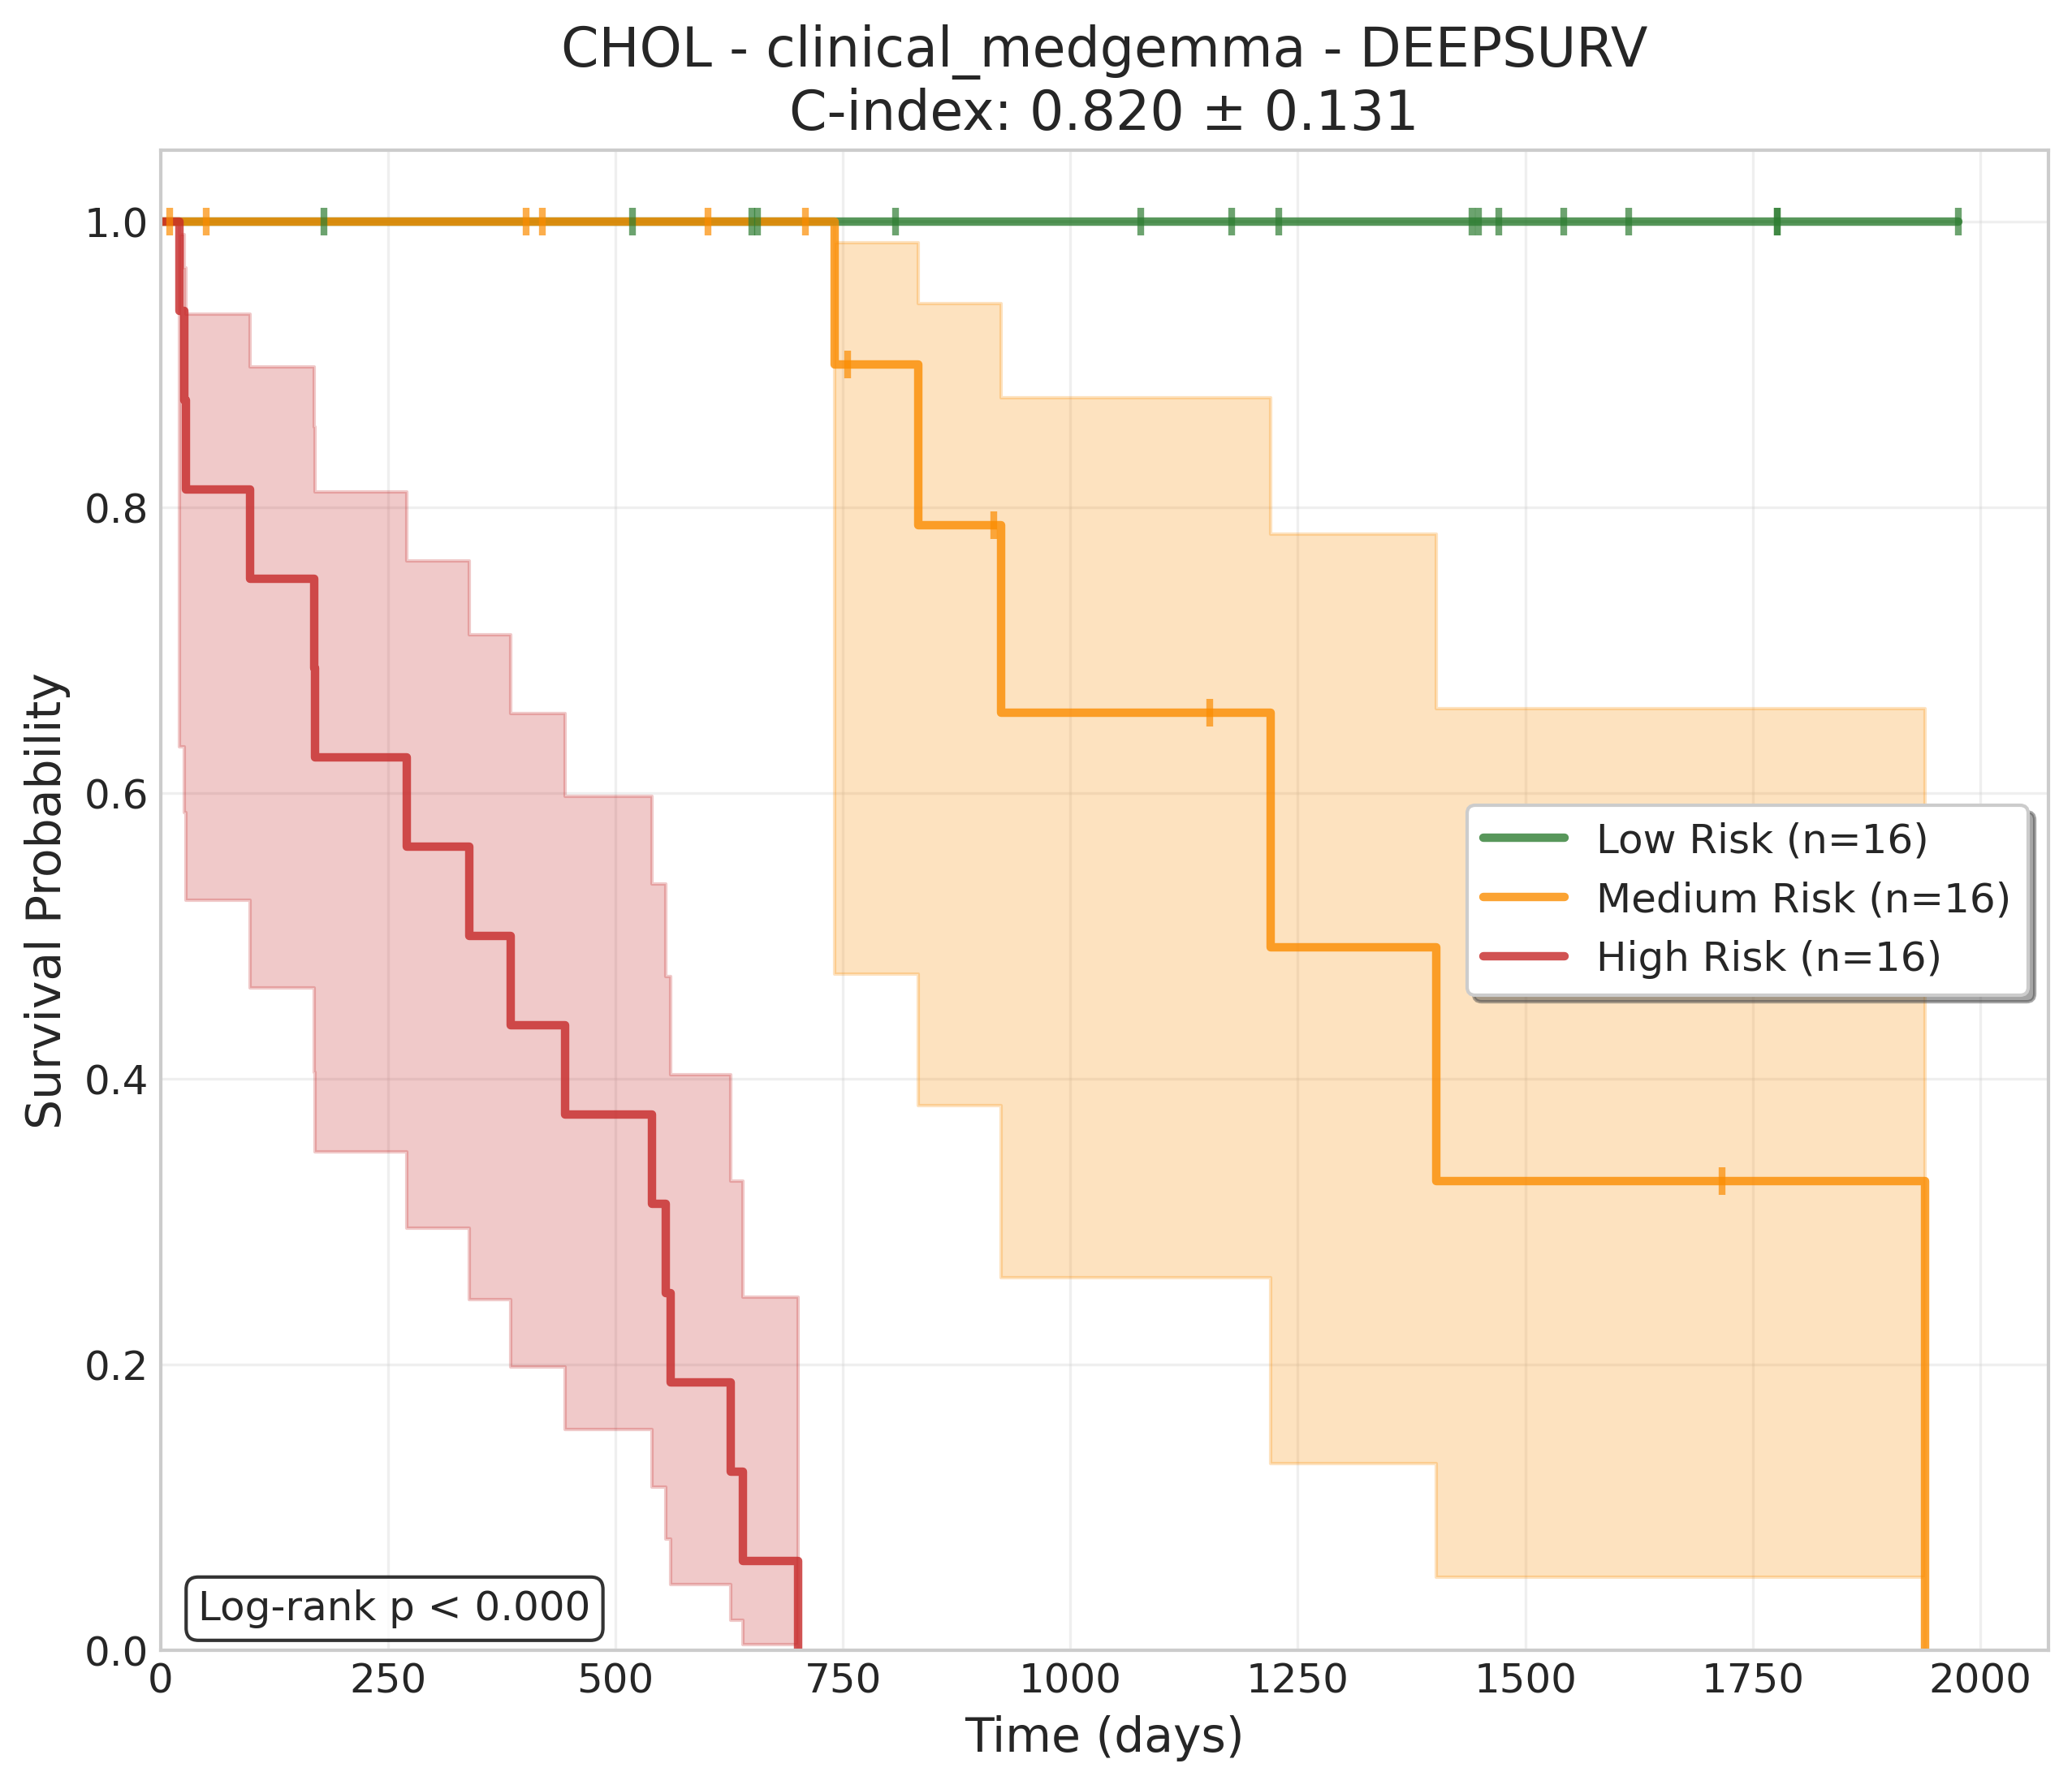 CHOL - clinical_medgemma - DEEPSURV
C-index: 0.820 ± 0.131
Survival Probability
1.0
0.8
0.6
0.4
0.2
0.0
Low Risk (n=16)
Medium Risk (n=16)
High Risk (n=16)
Log-rank p < 0.000
0 250 500 750 1000 1250 1500 1750 2000
Time (days)